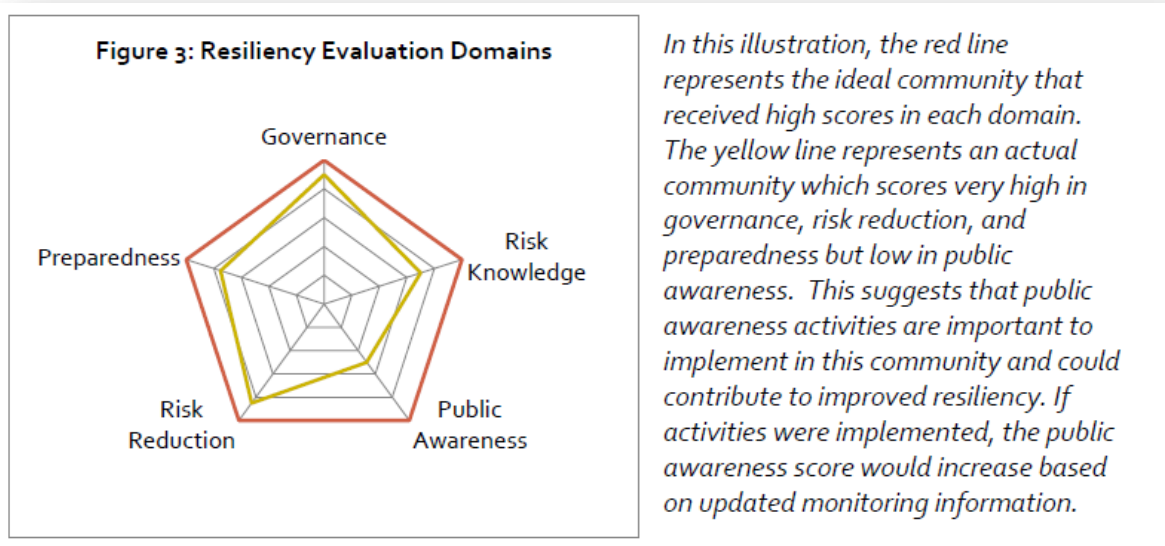 Figure 3: Resiliency Evaluation Domains
Governance
Risk
Knowledge
Preparedness
Risk
Reduction
Public
Awareness
In this illustration, the red line
represents the ideal community that
received high scores in each domain.
The yellow line represents an actual
community which scores very high in
governance, risk reduction, and
preparedness but low in public
awareness.  This suggests that public
awareness activities are important to
implement in this community and could
contribute to improved resiliency. If
activities were implemented, the public
awareness score would increase based
on updated monitoring information.